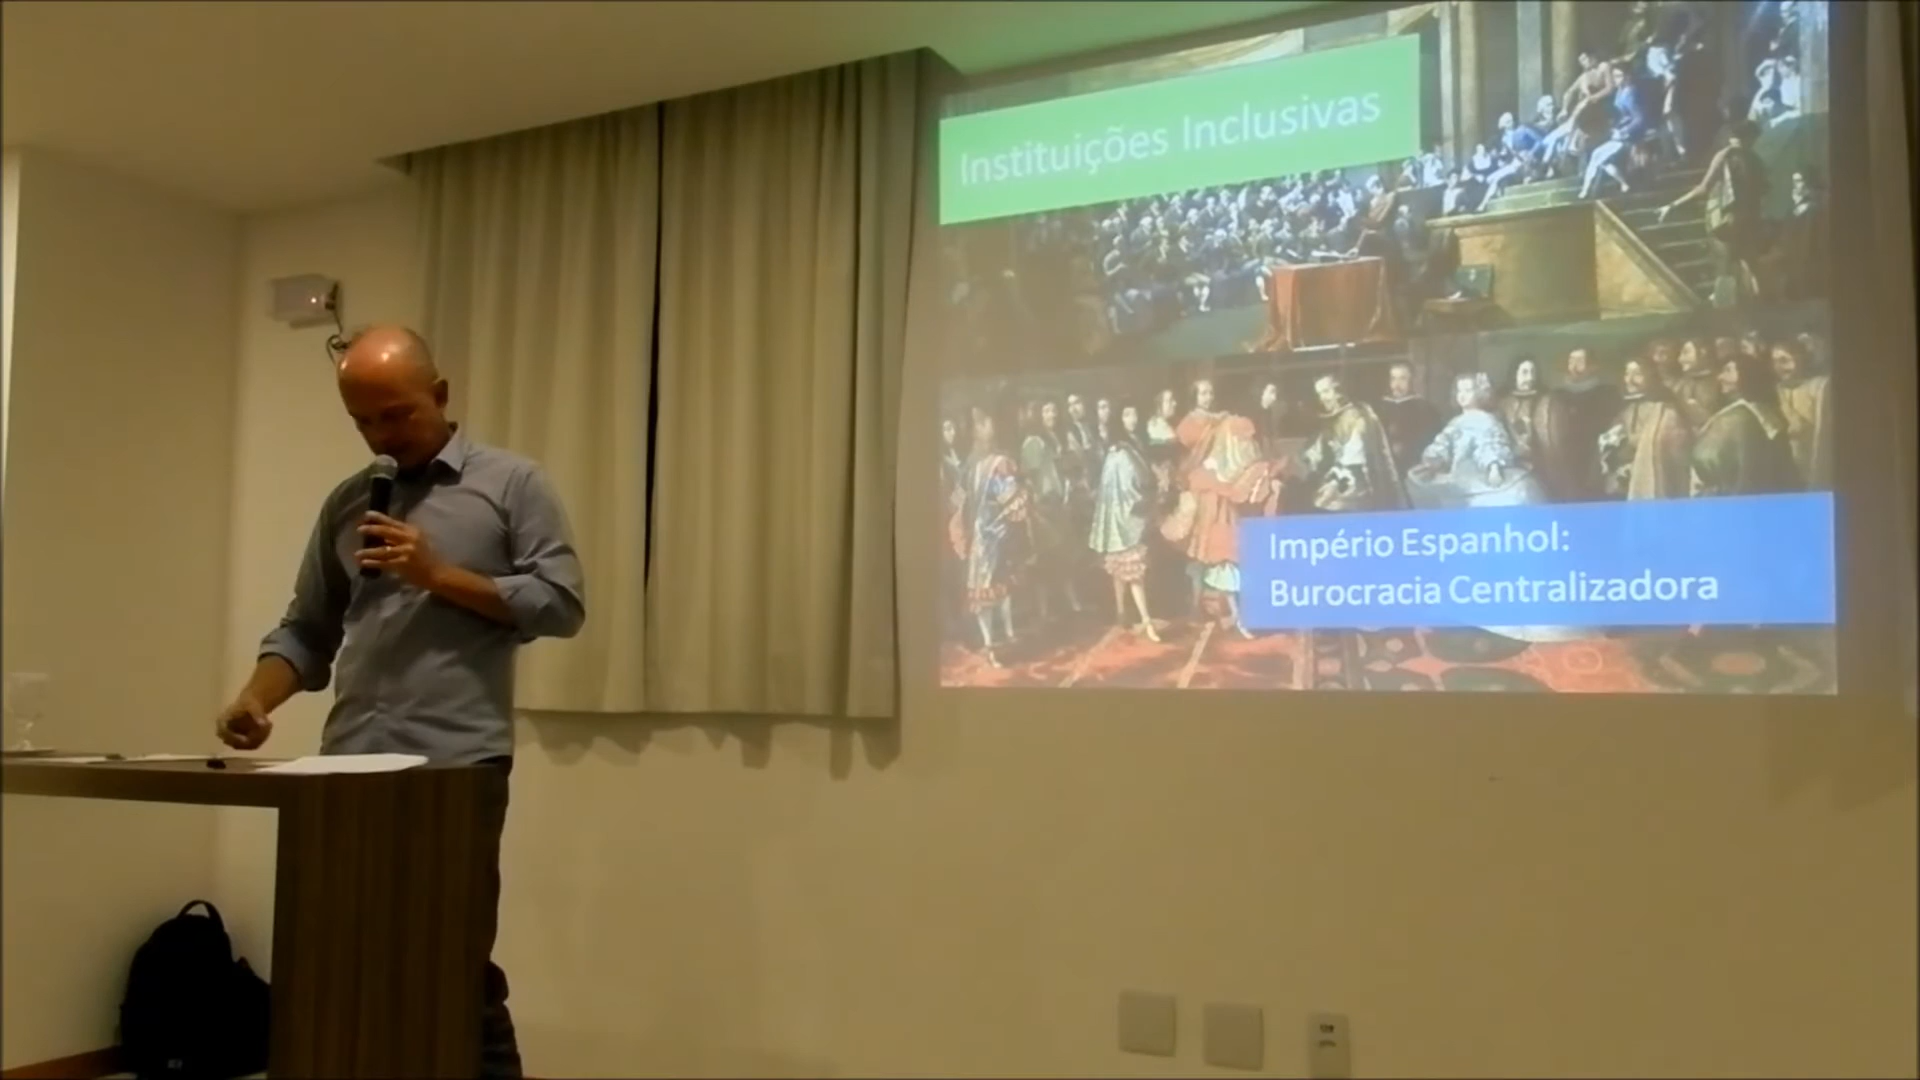 Instituições Inclusivas
Império Espanhol:
Burocracia Centralizadora